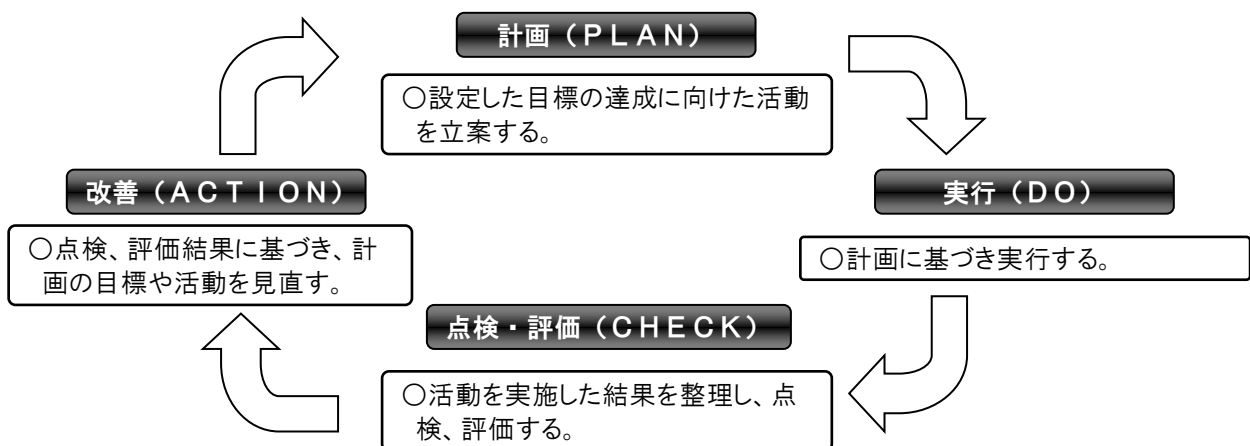 計画（ＰＬＡＮ）
○設定した目標の達成に向けた活動
を立案する。
改善（ＡＣＴＩＯＮ）
○点検、評価結果に基づき、計
画の目標や活動を見直す。
実行（ＤＯ）
○計画に基づき実行する。
点検・評価（ＣＨＥＣＫ）
○活動を実施した結果を整理し、点
検、評価する。